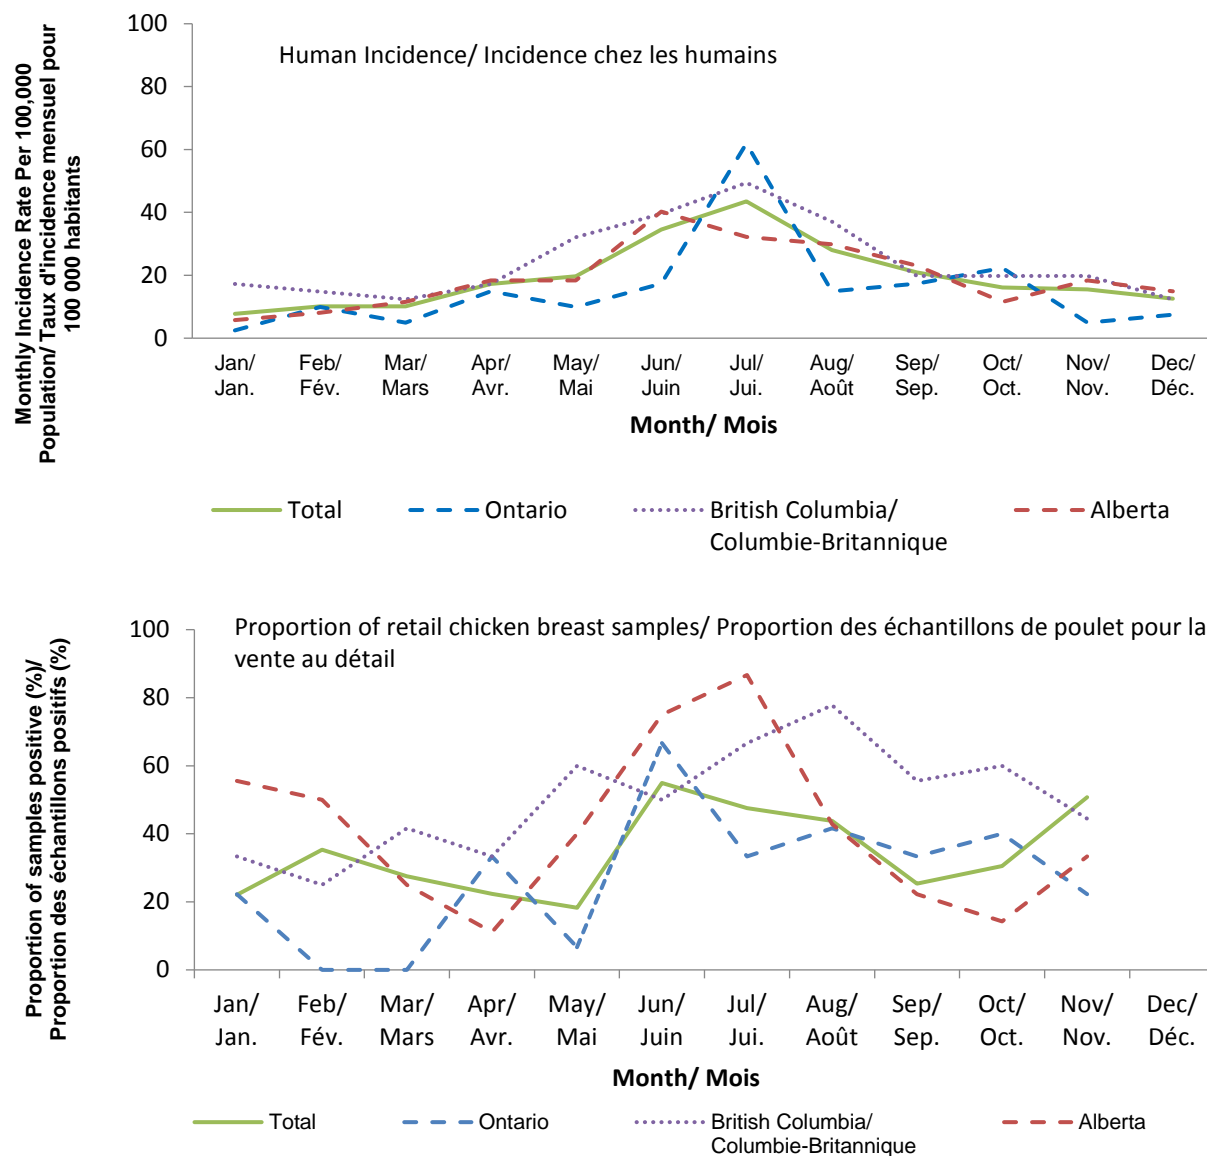 Monthly Incidence Rate Per 100,000
Population/ Taux d'incidence mensuel pour
100 000 habitants
Human Incidence/ Incidence chez les humains
100
80
60
40
20
0
Jan/ Feb/ Mar/ Apr/ May/ Jun/ Jul/ Aug/ Sep/ Oct/ Nov/ Dec/
Jan. Fév. Mars Avr. Mai Juin Jui. Août Sep. Oct. Nov. Déc.
Month/ Mois
Total Ontario British Columbia/ Alberta
Columbie-Britannique
Proportion of samples positive (%)/
Proportion des échantillons positifs (%)
Proportion of retail chicken breast samples/ Proportion des échantillons de poulet pour la
vente au détail
100
80
60
40
20
0
Jan/ Feb/ Mar/ Apr/ May/ Jun/ Jul/ Aug/ Sep/ Oct/ Nov/ Dec/
Jan. Fév. Mars Avr. Mai Juin Jui. Août Sep. Oct. Nov. Déc.
Month/ Mois
Total Ontario British Columbia/ Alberta
Columbie-Britannique